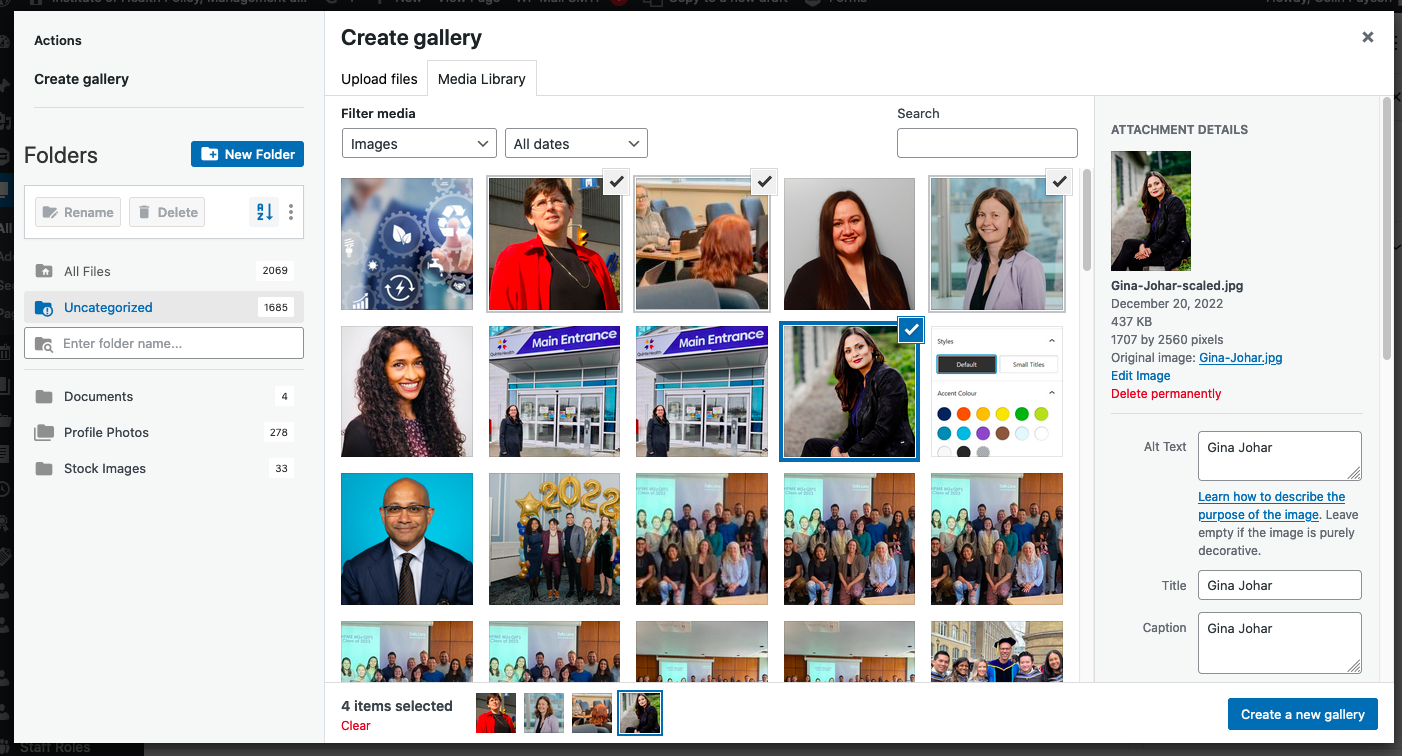 Actions
Create gallery
Folders
New Folder
Rename
Delete
A
Z
All Files 2069
Uncategorized 1685
Enter folder name...
Documents 4
Profile Photos 278
Stock Images 33
Create gallery
Upload files
Media Library
Filter media
Images
All dates
Search
Main Entrance
Main Entrance
Styles
Default
Small Titles
Accent Colour
2022
4 items selected
Clear
ATTACHMENT DETAILS
Gina-Johar-scaled.jpg
December 20, 2022
437 KB
1707 by 2560 pixels
Original image: Gina-Johar.jpg
Edit Image
Delete permanently
Alt Text
Gina Johar
Learn how to describe the
purpose of the image. Leave
empty if the image is purely
decorative.
Title
Gina Johar
Caption
Gina Johar
Create a new gallery
Staff Roles